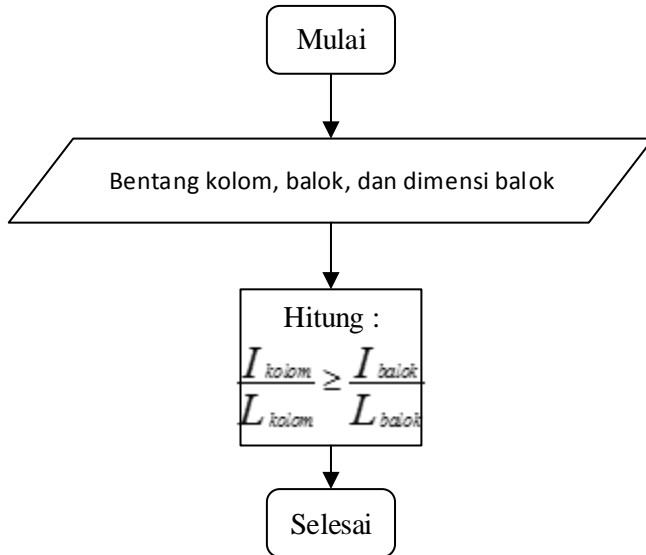 Mulai
Bentang kolom, balok, dan dimensi balok
Hitung :
I kolom / L kolom ≥ I balok / L balok
Selesai